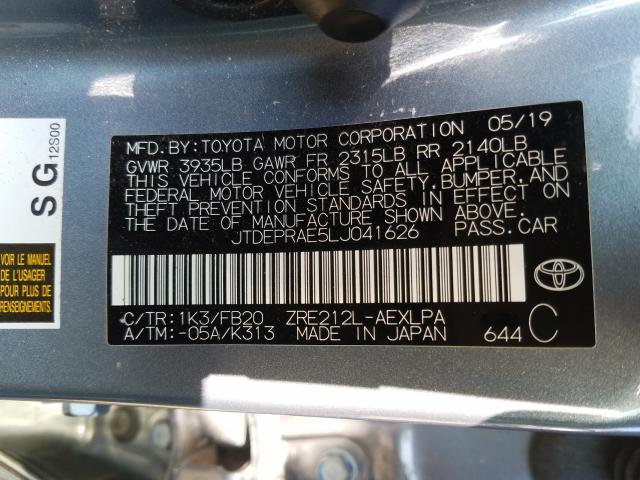 MFD. BY: TOYOTA MOTOR CORPORATION 05/19
GVWR 3935LB GAWR FR 2315LB RR 2140LB
THIS VEHICLE CONFORMS TO ALL APPLICABLE
FEDERAL MOTOR VEHICLE SAFETY, BUMPER, AND
THEFT PREVENTION STANDARDS IN EFFECT ON
THE DATE OF MANUFACTURE SHOWN ABOVE.
JTDEPRAE5LJ041626 PASS. CAR
C/TR: 1K3/FB20 ZRE212L-AEXLPA
A/TM: -05A/K313 MADE IN JAPAN 644 C
SG 12S00
VOIR LE MANUEL
DE L'USAGER
POUR PLUS
DE DETAILS